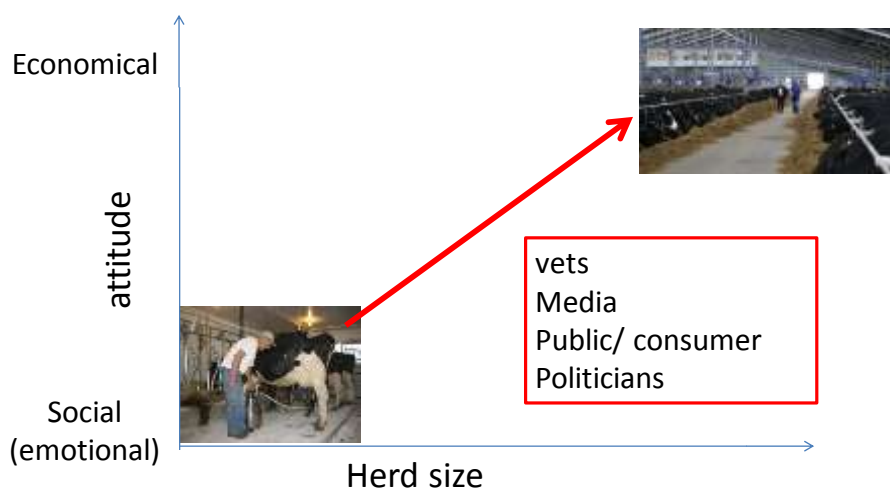 Economical
attitude
vets
Media
Public/ consumer
Politicians
Social
(emotional)
Herd size